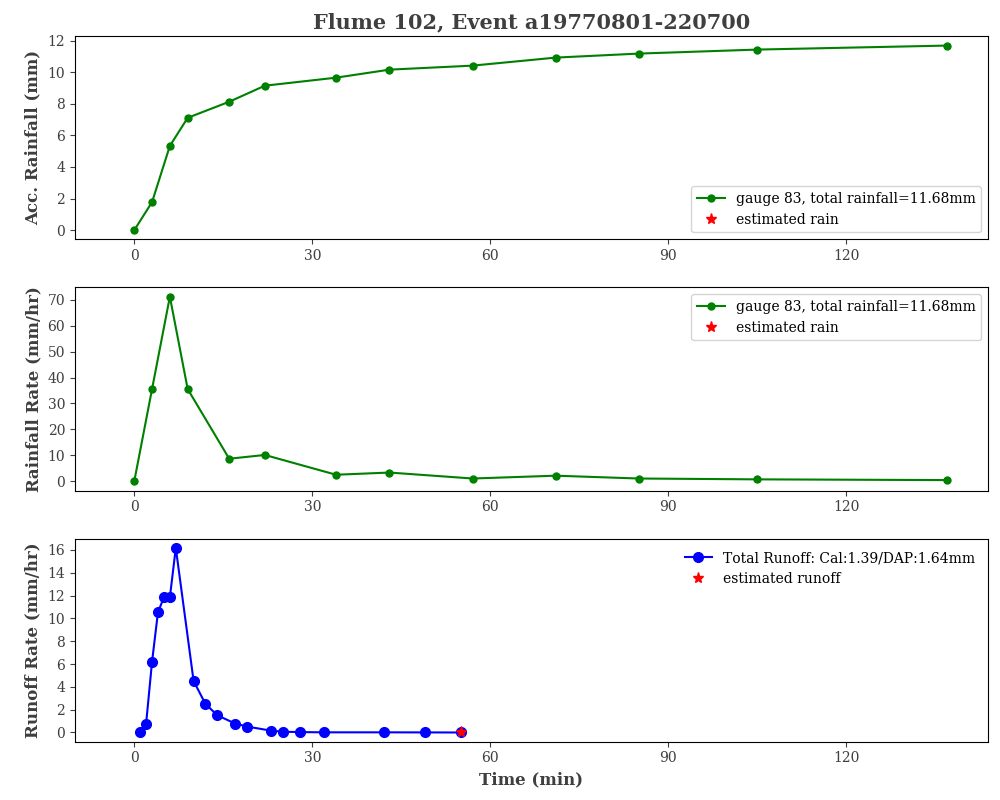 Flume 102, Event a19770801-220700
Acc. Rainfall (mm)
12
10
8
6
4
2
0
gauge 83, total rainfall=11.68mm
estimated rain
0 30 60 90 120
Rainfall Rate (mm/hr)
70
60
50
40
30
20
10
0
gauge 83, total rainfall=11.68mm
estimated rain
0 30 60 90 120
Runoff Rate (mm/hr)
16
14
12
10
8
6
4
2
0
Total Runoff: Cal:1.39/DAP:1.64mm
estimated runoff
0 30 60 90 120
Time (min)